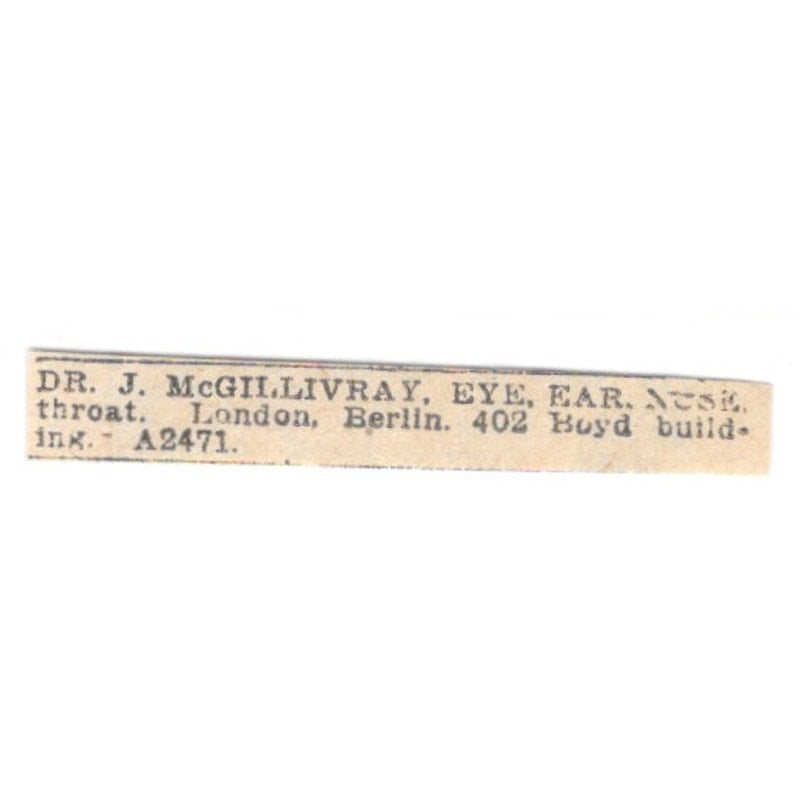 DR. J. McGILLIVRAY, EYE, EAR, NOSE,
throat. London, Berlin. 402 Boyd build-
ing. A2471.